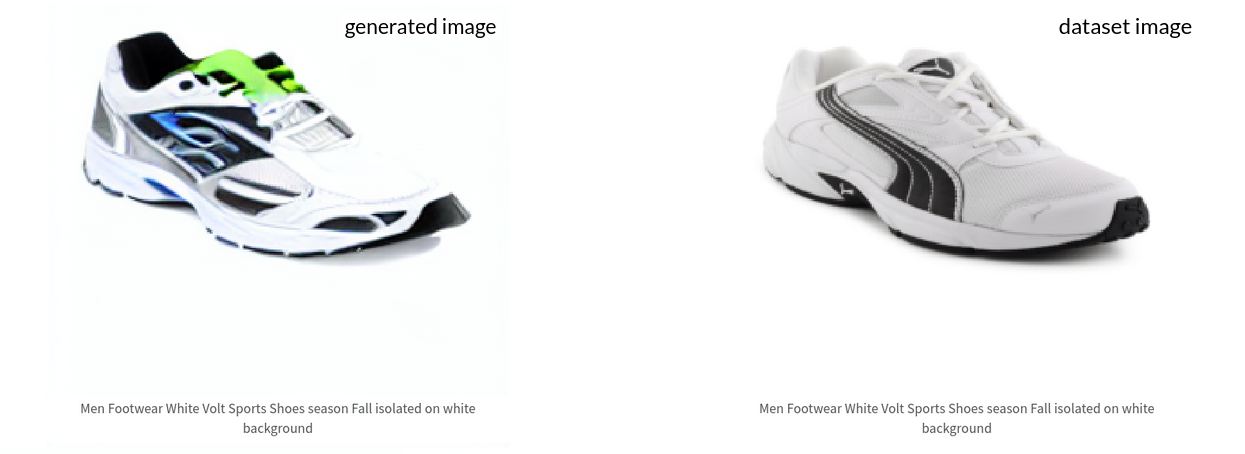 generated image
dataset image
Men Footwear White Volt Sports Shoes season Fall isolated on white
background
Men Footwear White Volt Sports Shoes season Fall isolated on white
background